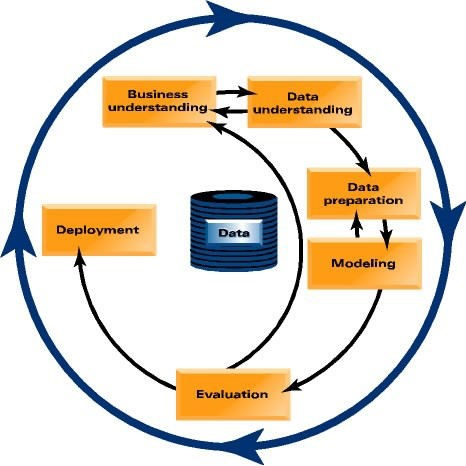 Business
understanding
Data
understanding
Data
preparation
Modeling
Evaluation
Deployment
Data